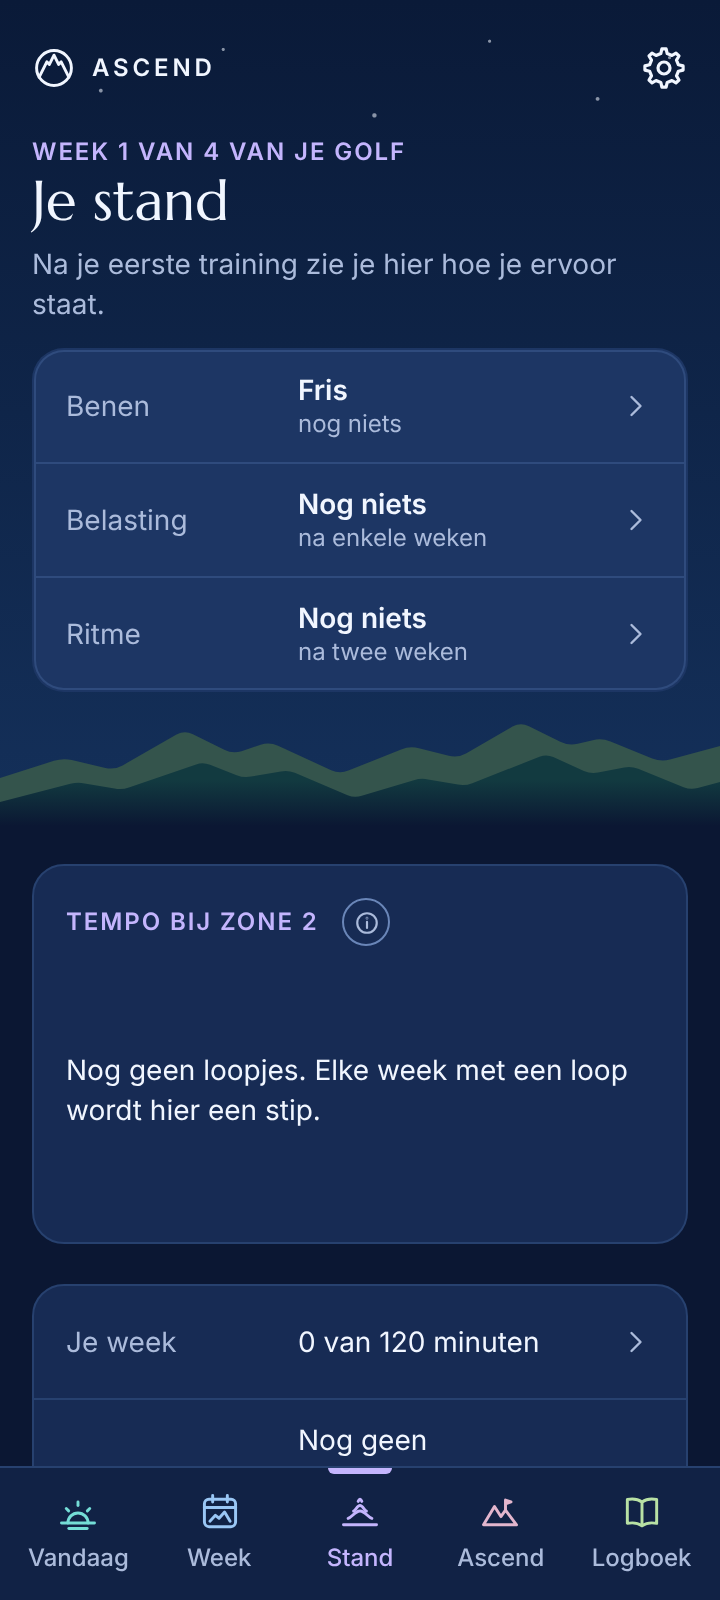 ASCEND
WEEK 1 VAN 4 VAN JE GOLF
Je stand
Na je eerste training zie je hier hoe je ervoor
staat.
Benen
Fris
nog niets
Belasting
Nog niets
na enkele weken
Ritme
Nog niets
na twee weken
TEMPO BIJ ZONE 2
Nog geen loopjes. Elke week met een loop
wordt hier een stip.
Je week
0 van 120 minuten
Nog geen
Vandaag
Week
Stand
Ascend
Logboek